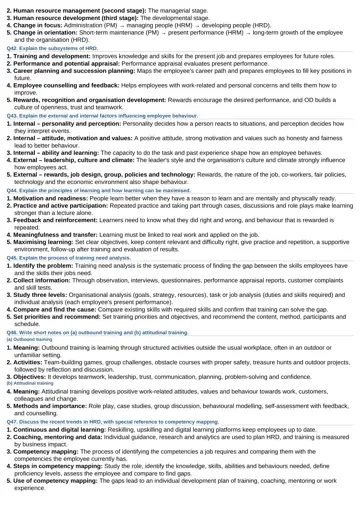 2. Human resource management (second stage): The managerial stage.
3. Human resource development (third stage): The developmental stage.
4. Change in focus: Administration (PM) → managing people (HRM) → developing people (HRD).
5. Change in orientation: Short-term maintenance (PM) → present performance (HRM) → long-term growth of the employee
and the organisation (HRD).
Q42. Explain the subsystems of HRD.
1. Training and development: Improves knowledge and skills for the present job and prepares employees for future roles.
2. Performance and potential appraisal: Performance appraisal evaluates present performance.
3. Career planning and succession planning: Maps the employee's career path and prepares employees to fill key positions in
future.
4. Employee counselling and feedback: Helps employees with work-related and personal concerns and tells them how to
improve.
5. Rewards, recognition and organisation development: Rewards encourage the desired performance, and OD builds a
culture of openness, trust and teamwork.
Q43. Explain the external and internal factors influencing employee behaviour.
1. Internal – personality and perception: Personality decides how a person reacts to situations, and perception decides how
they interpret events.
2. Internal – attitude, motivation and values: A positive attitude, strong motivation and values such as honesty and fairness
lead to better behaviour.
3. Internal – ability and learning: The capacity to do the task and past experience shape how an employee behaves.
4. External – leadership, culture and climate: The leader's style and the organisation's culture and climate strongly influence
how employees act.
5. External – rewards, job design, group, policies and technology: Rewards, the nature of the job, co-workers, fair policies,
technology and the economic environment also shape behaviour.
Q44. Explain the principles of learning and how learning can be maximised.
1. Motivation and readiness: People learn better when they have a reason to learn and are mentally and physically ready.
2. Practice and active participation: Repeated practice and taking part through cases, discussions and role plays make learning
stronger than a lecture alone.
3. Feedback and reinforcement: Learners need to know what they did right and wrong, and behaviour that is rewarded is
repeated.
4. Meaningfulness and transfer: Learning must be linked to real work and applied on the job.
5. Maximising learning: Set clear objectives, keep content relevant and difficulty right, give practice and repetition, a supportive
environment, follow up after training and evaluation of results.
Q45. Explain the process of training need analysis.
1. Identify the problem: Training need analysis is the systematic process of finding the gap between the skills employees have
and the skills their jobs need.
2. Collect information: Through observation, interviews, questionnaires, performance appraisal reports, customer complaints
and skill tests.
3. Study three levels: Organisational analysis (goals, strategy, resources), task or job analysis (duties and skills required) and
individual analysis (each employee's present performance).
4. Compare and find the cause: Compare existing skills with required skills and confirm that training can solve the gap.
5. Set priorities and recommend: Set training priorities and objectives, and recommend the content, method, participants and
schedule.
Q46. Write short notes on (a) outbound training and (b) attitudinal training.
(a) Outbound training
1. Meaning: Outbound training is learning through structured activities outside the usual workplace, often in an outdoor or
unfamiliar setting.
2. Activities: Team-building games, group challenges, obstacle courses with proper safety, treasure hunts and outdoor projects,
followed by reflection and discussion.
3. Objectives: It develops teamwork, leadership, trust, communication, planning, problem-solving and confidence.
(b) Attitudinal training
4. Meaning: Attitudinal training develops positive work-related attitudes, values and behaviour towards work, customers,
colleagues and change.
5. Methods and importance: Role play, case studies, group discussion, behavioural modelling, self-assessment with feedback,
and counselling.
Q47. Discuss the recent trends in HRD, with special reference to competency mapping.
1. Continuous and digital learning: Reskilling, upskilling and digital learning platforms keep employees up to date.
2. Coaching, mentoring and data: Individual guidance, research and analytics are used to plan HRD, and training is measured
by business impact.
3. Competency mapping: The process of identifying the competencies a job requires and comparing them with the
competencies the employee currently has.
4. Steps in competency mapping: Study the role, identify the knowledge, skills, abilities and behaviours needed, define
proficiency levels, assess the employee and compare to find gaps.
5. Use of competency mapping: The gaps lead to an individual development plan of training, coaching, mentoring or work
experience.